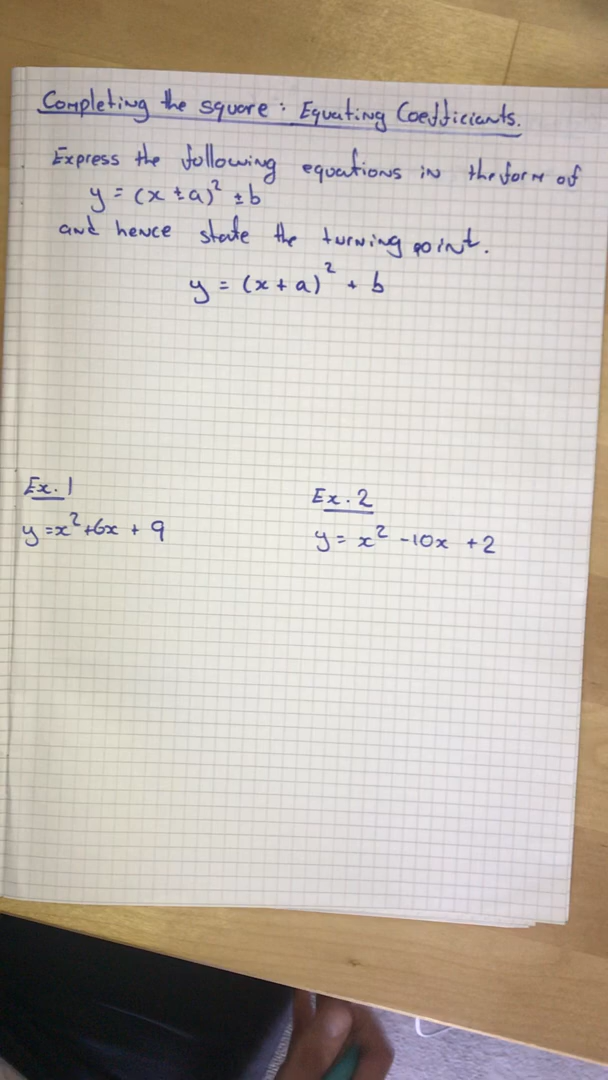 Completing the square : Equating Coefficients.
Express the following equations in the form of
y = (x ± a)² ± b
and hence state the turning point.
y = (x + a)² + b
Ex. 1
y = x² + 6x + 9
Ex. 2
y = x² - 10x + 2